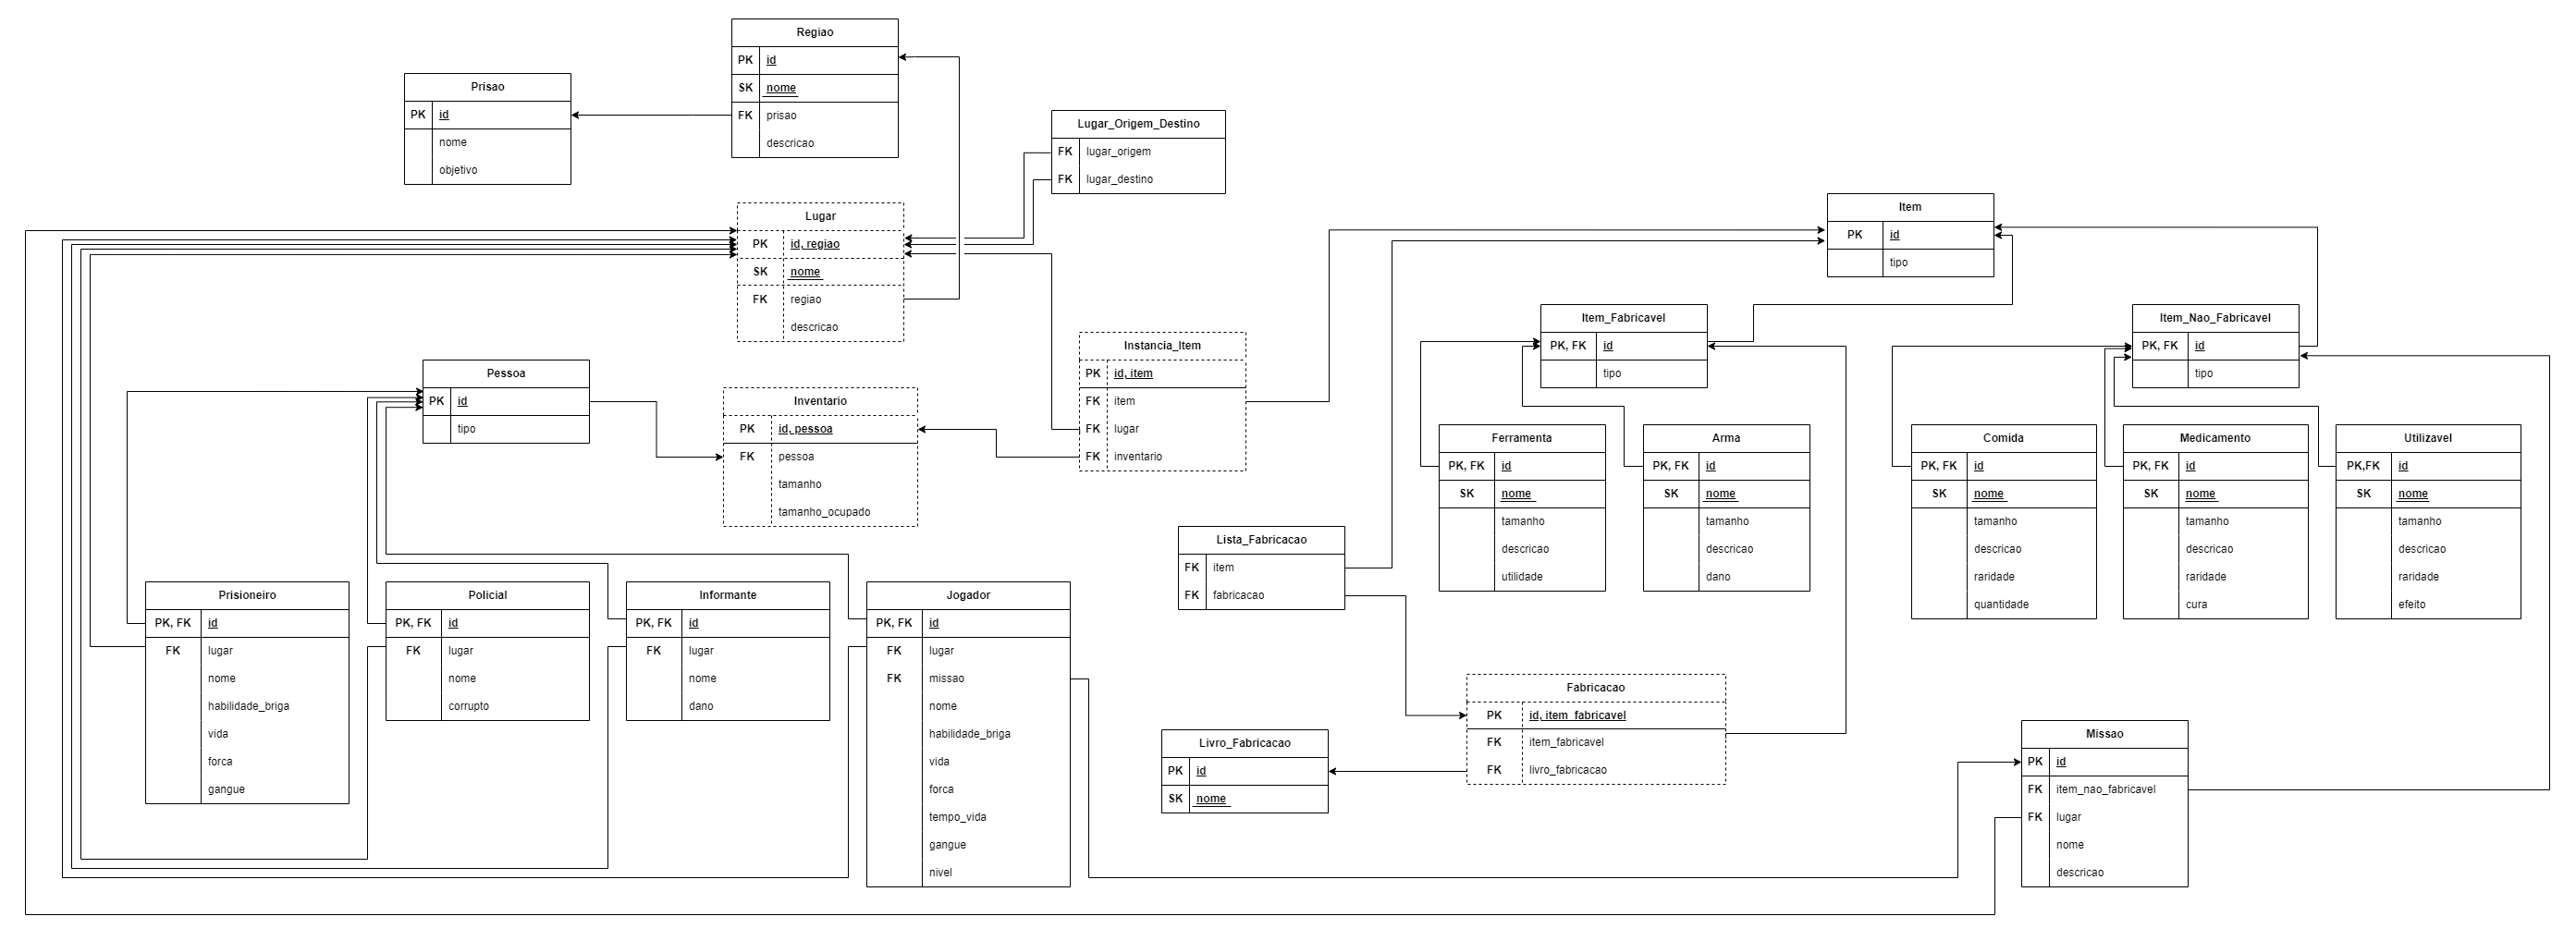 Regiao
PK id
SK nome
FK prisao
descricao
Prisao
PK id
nome
objetivo
Lugar_Origem_Destino
FK lugar_origem
FK lugar_destino
Lugar
PK id, regiao
SK nome
FK regiao
descricao
Item
PK id
tipo
Item_Fabricavel
PK, FK id
tipo
Item_Nao_Fabricavel
PK, FK id
tipo
Instancia_Item
PK id, item
FK item
FK lugar
FK inventario
Pessoa
PK id
tipo
Inventario
PK id, pessoa
FK pessoa
tamanho
tamanho_ocupado
Ferramenta
PK, FK id
SK nome
tamanho
descricao
utilidade
Arma
PK, FK id
SK nome
tamanho
descricao
dano
Comida
PK, FK id
SK nome
tamanho
descricao
raridade
quantidade
Medicamento
PK, FK id
SK nome
tamanho
descricao
raridade
cura
Utilizavel
PK,FK id
SK nome
tamanho
descricao
raridade
efeito
Lista_Fabricacao
FK item
FK fabricacao
Prisioneiro
PK, FK id
FK lugar
nome
habilidade_briga
vida
forca
gangue
Policial
PK, FK id
FK lugar
nome
corrupto
Informante
PK, FK id
FK lugar
nome
dano
Jogador
PK, FK id
FK lugar
FK missao
nome
habilidade_briga
vida
forca
tempo_vida
gangue
nivel
Fabricacao
PK id, item_fabricavel
FK item_fabricavel
FK livro_fabricacao
Livro_Fabricacao
PK id
SK nome
Missao
PK id
FK item_nao_fabricavel
FK lugar
nome
descricao